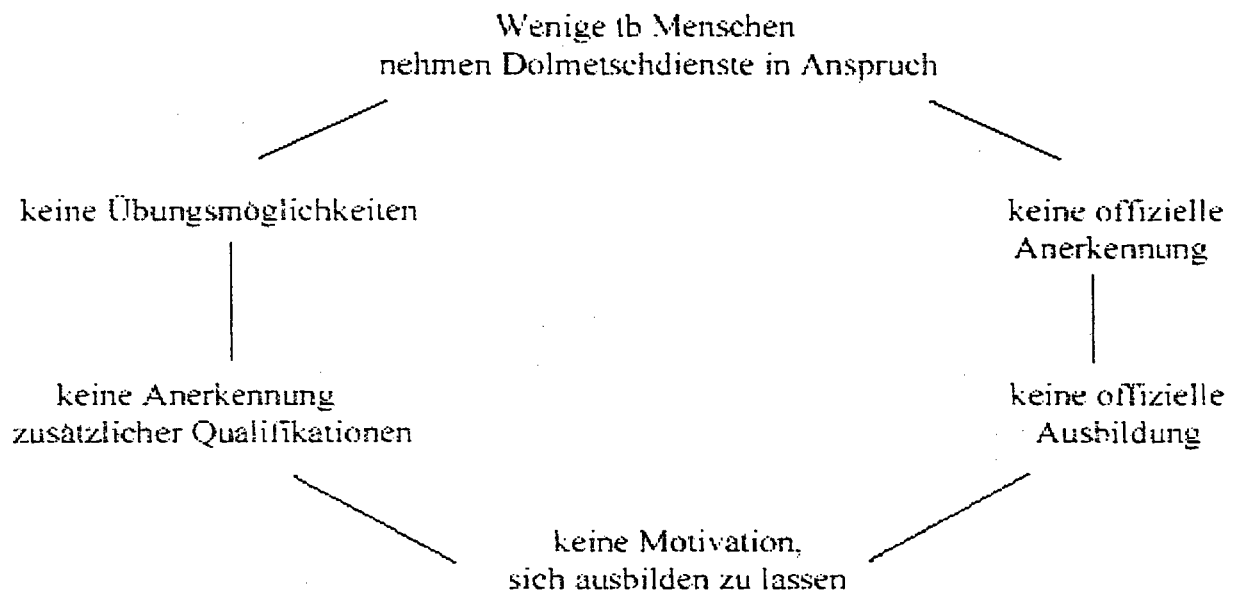 Wenige tb Menschen
nehmen Dolmetschdienste in Anspruch
keine Übungsmöglichkeiten
keine offizielle
Anerkennung
keine Anerkennung
zusätzlicher Qualifikationen
keine offizielle
Ausbildung
keine Motivation,
sich ausbilden zu lassen